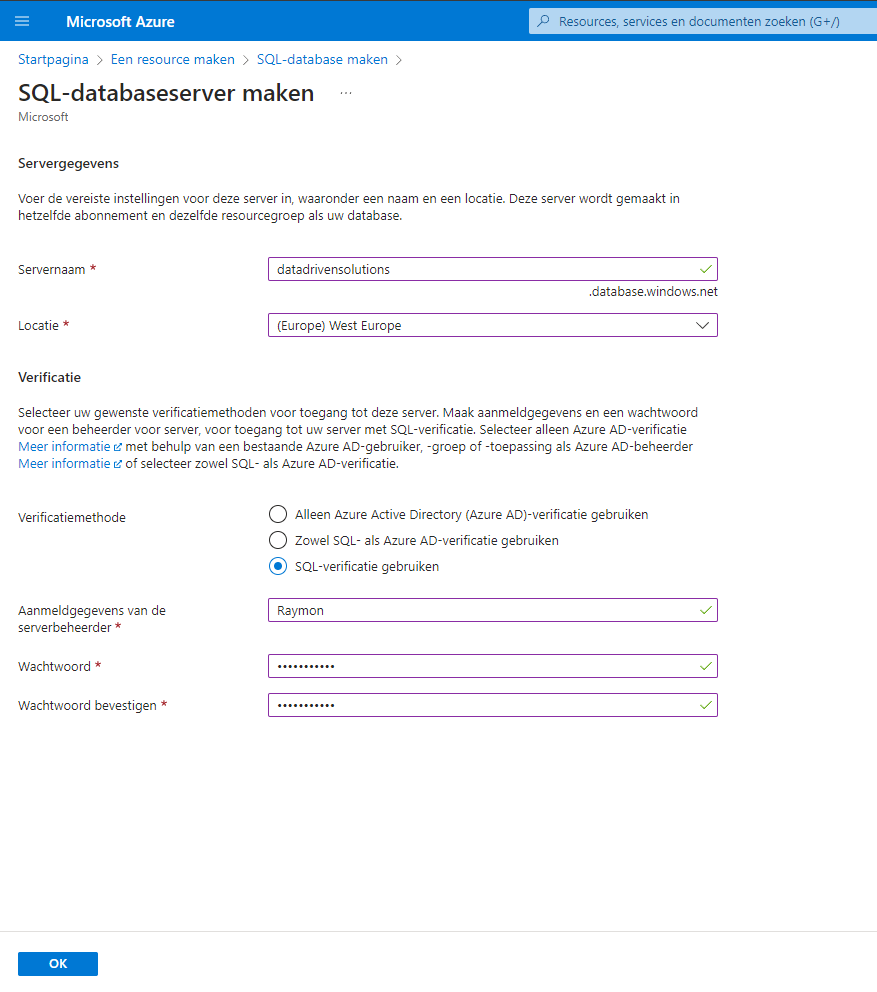 Microsoft Azure
Resources, services en documenten zoeken (G+/)
Startpagina > Een resource maken > SQL-database maken >
SQL-databaseserver maken ...
Microsoft
Servergegevens
Voer de vereiste instellingen voor deze server in, waaronder een naam en een locatie. Deze server wordt gemaakt in
hetzelfde abonnement en dezelfde resourcegroep als uw database.
Servernaam *
datadrivensolutions
.database.windows.net
Locatie *
(Europe) West Europe
Verificatie
Selecteer uw gewenste verificatiemethoden voor toegang tot deze server. Maak aanmeldgegevens en een wachtwoord
voor een beheerder voor server, voor toegang tot uw server met SQL-verificatie. Selecteer alleen Azure AD-verificatie
Meer informatie met behulp van een bestaande Azure AD-gebruiker, -groep of -toepassing als Azure AD-beheerder
Meer informatie of selecteer zowel SQL- als Azure AD-verificatie.
Verificatiemethode
Alleen Azure Active Directory (Azure AD)-verificatie gebruiken
Zowel SQL- als Azure AD-verificatie gebruiken
SQL-verificatie gebruiken
Aanmeldgegevens van de
serverbeheerder *
Raymon
Wachtwoord *
•••••••••••
Wachtwoord bevestigen *
•••••••••••
OK